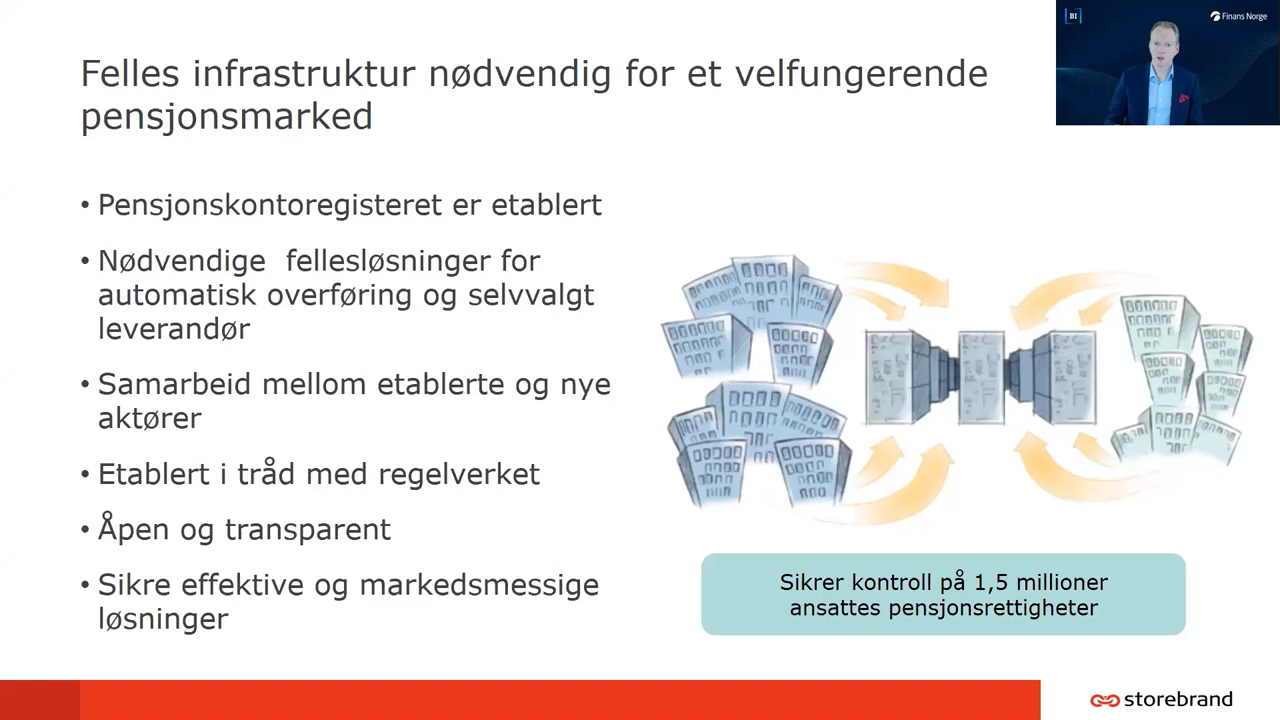 BI
Finans Norge
Felles infrastruktur nødvendig for et velfungerende
pensjonsmarked
• Pensjonskontoregisteret er etablert
• Nødvendige  fellesløsninger for
automatisk overføring og selvvalgt
leverandør
• Samarbeid mellom etablerte og nye
aktører
• Etablert i tråd med regelverket
• Åpen og transparent
• Sikre effektive og markedsmessige
løsninger
Sikrer kontroll på 1,5 millioner
ansattes pensjonsrettigheter
storebrand